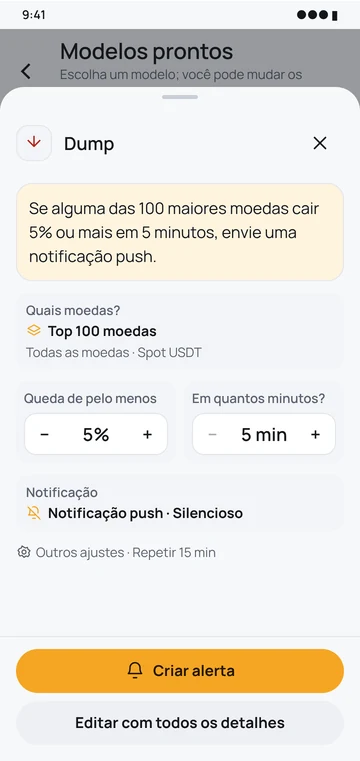 9:41
Modelos prontos
Escolha um modelo; você pode mudar os
Dump
Se alguma das 100 maiores moedas cair
5% ou mais em 5 minutos, envie uma
notificação push.
Quais moedas?
Top 100 moedas
Todas as moedas · Spot USDT
Queda de pelo menos
− 5% +
Em quantos minutos?
− 5 min +
Notificação
Notificação push · Silencioso
Outros ajustes · Repetir 15 min
Criar alerta
Editar com todos os detalhes